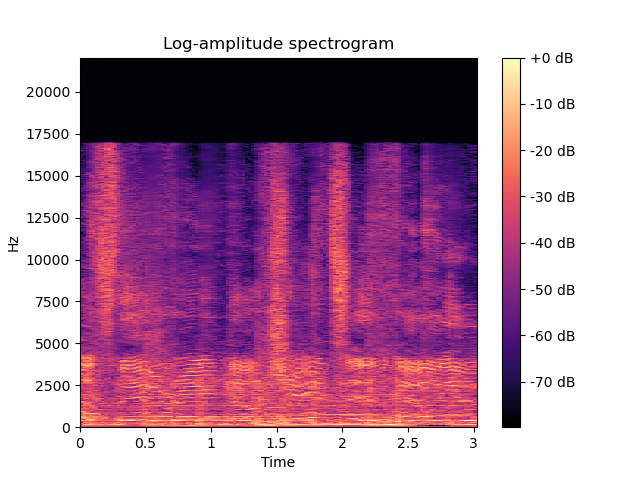 Log-amplitude spectrogram
20000
17500
15000
12500
10000
7500
5000
2500
0
Hz
0 0.5 1 1.5 2 2.5 3
Time
+0 dB
-10 dB
-20 dB
-30 dB
-40 dB
-50 dB
-60 dB
-70 dB